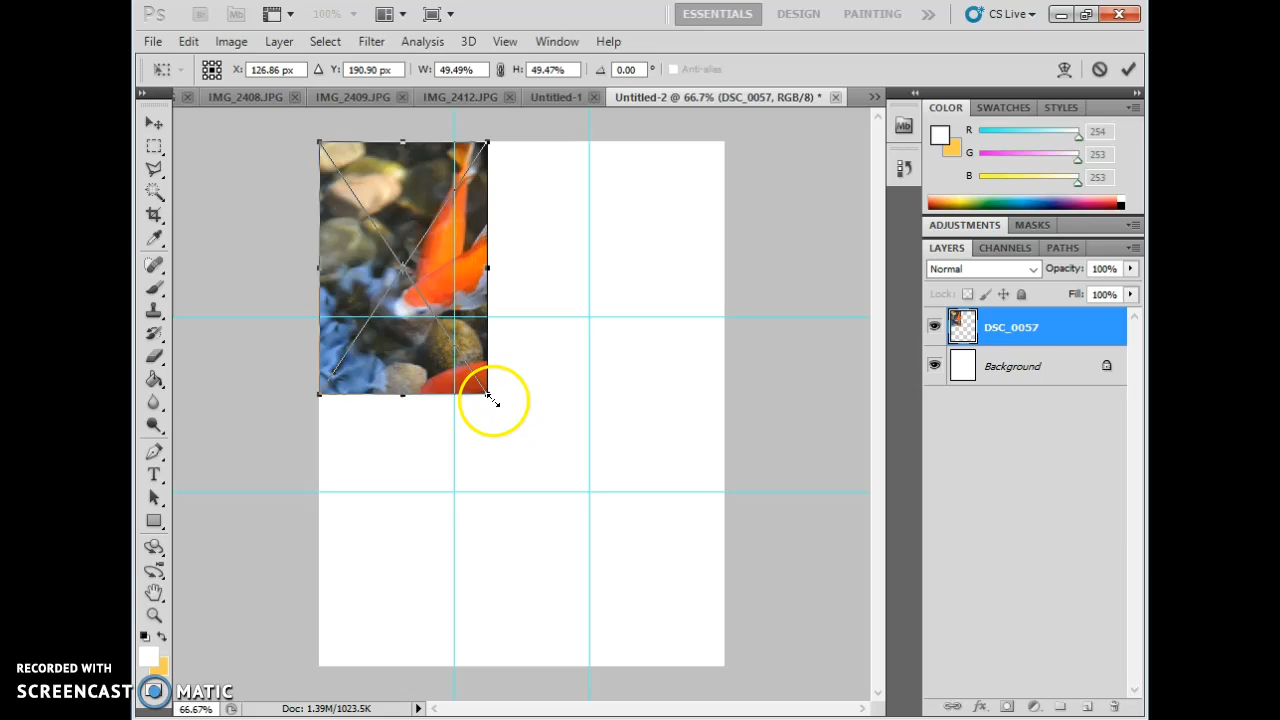 Ps Br Mb 100% ESSENTIALS DESIGN PAINTING CS Live
File Edit Image Layer Select Filter Analysis 3D View Window Help
X: 126.86 px Y: 190.90 px W: 49.49% H: 49.47% 0.00 ° Anti-alias
IMG_2408.JPG IMG_2409.JPG IMG_2412.JPG Untitled-1 Untitled-2 @ 66.7% (DSC_0057, RGB/8) *
Mb
COLOR SWATCHES STYLES
R 254
G 253
B 253
ADJUSTMENTS MASKS
LAYERS CHANNELS PATHS
Normal Opacity: 100%
Lock: Fill: 100%
DSC_0057
Background
T
66.67% Doc: 1.39M/1023.5K
fx
RECORDED WITH
SCREENCAST MATIC